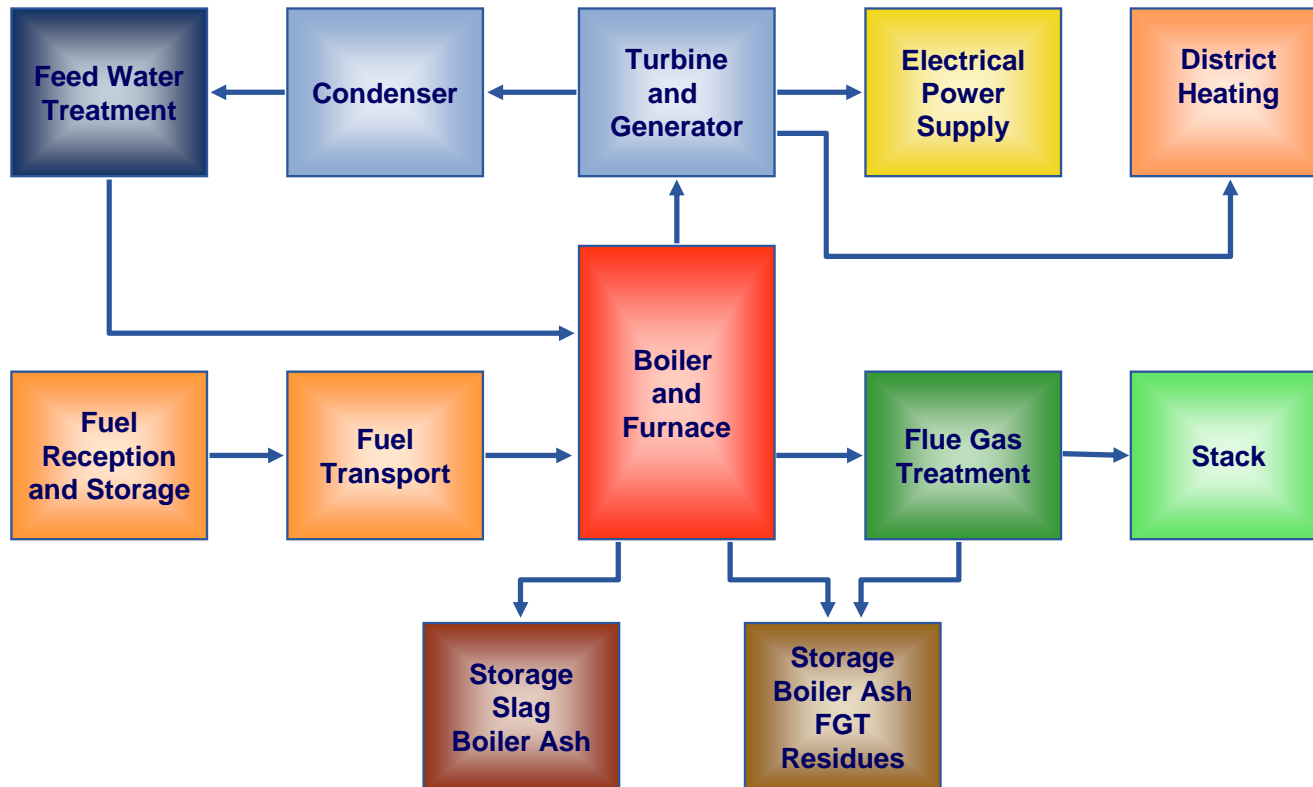 Feed Water
Treatment
Condenser
Turbine
and
Generator
Electrical
Power
Supply
District
Heating
Fuel
Reception
and Storage
Fuel
Transport
Boiler
and
Furnace
Flue Gas
Treatment
Stack
Storage
Slag
Boiler Ash
Storage
Boiler Ash
FGT
Residues